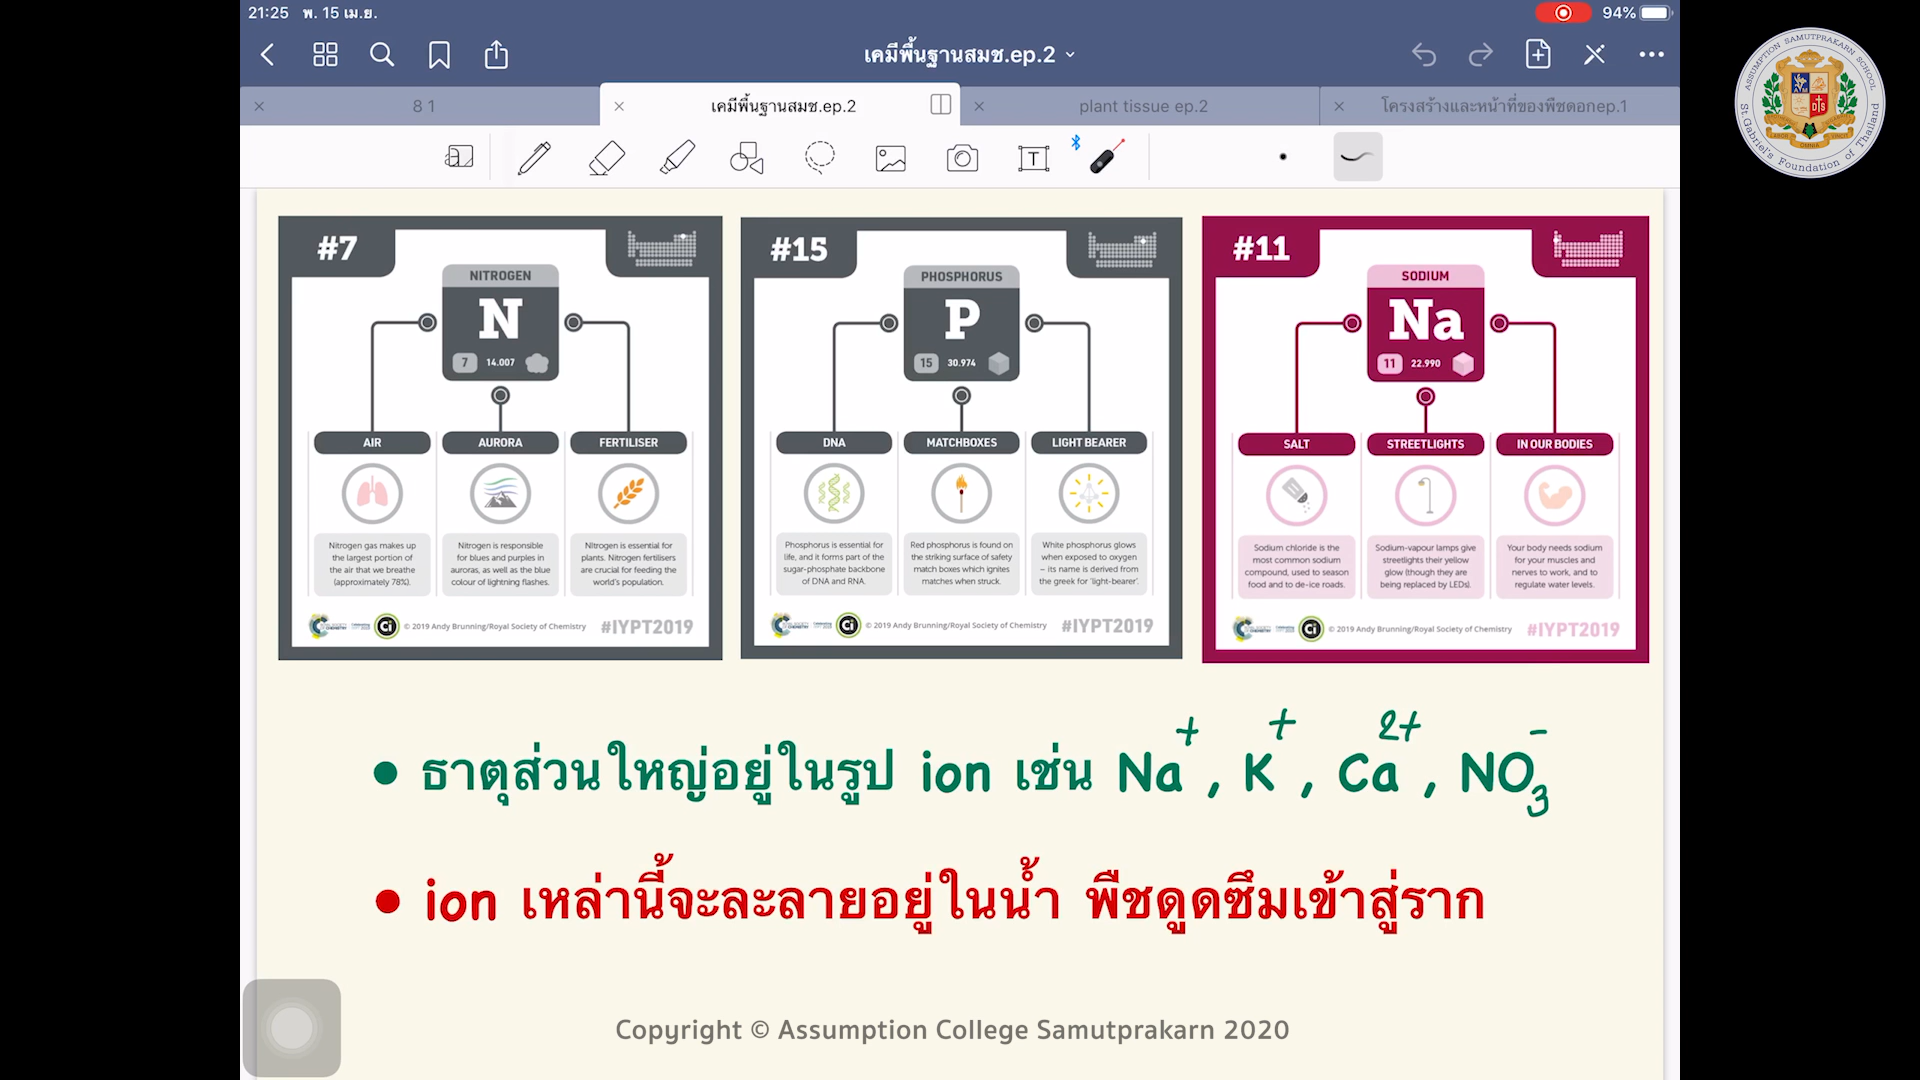 21:25 พ. 15 เม.ย.
94%
เคมีพื้นฐานสมช.ep.2
8 1
เคมีพื้นฐานสมช.ep.2
plant tissue ep.2
โครงสร้างและหน้าที่ของพืชดอกep.1
T
ASSUMPTION SAMUTPRAKARN SCHOOL
St.Gabriel's Foundation of Thailand
#7
NITROGEN
N
7 14.007
AIR AURORA FERTILISER
Nitrogen gas makes up
the largest portion of
the air that we breathe
(approximately 78%).
Nitrogen is responsible
for blues and purples in
auroras, as well as the blue
colour of lightning flashes.
Nitrogen is essential for
plants. Nitrogen fertilisers
are crucial for feeding the
world's population.
Ci © 2019 Andy Brunning/Royal Society of Chemistry #IYPT2019
#15
PHOSPHORUS
P
15 30.974
DNA MATCHBOXES LIGHT BEARER
Phosphorus is essential for
life, and it forms part of the
sugar-phosphate backbone
of DNA and RNA.
Red phosphorus is found on
the striking surface of safety
match boxes which ignites
matches when struck.
White phosphorus glows
when exposed to oxygen
– its name is derived from
the greek for 'light-bearer'.
Ci © 2019 Andy Brunning/Royal Society of Chemistry #IYPT2019
#11
SODIUM
Na
11 22.990
SALT STREETLIGHTS IN OUR BODIES
Sodium chloride is the
most common sodium
compound, used to season
food and to de-ice roads.
Sodium-vapour lamps give
streetlights their yellow
glow (though they are
being replaced by LEDs).
Your body needs sodium
for your muscles and
nerves to work, and to
regulate water levels.
Ci © 2019 Andy Brunning/Royal Society of Chemistry #IYPT2019
• ธาตุส่วนใหญ่อยู่ในรูป ion เช่น Na⁺, K⁺, Ca²⁺, NO₃⁻
• ion เหล่านี้จะละลายอยู่ในน้ำ พืชดูดซึมเข้าสู่ราก
Copyright © Assumption College Samutprakarn 2020